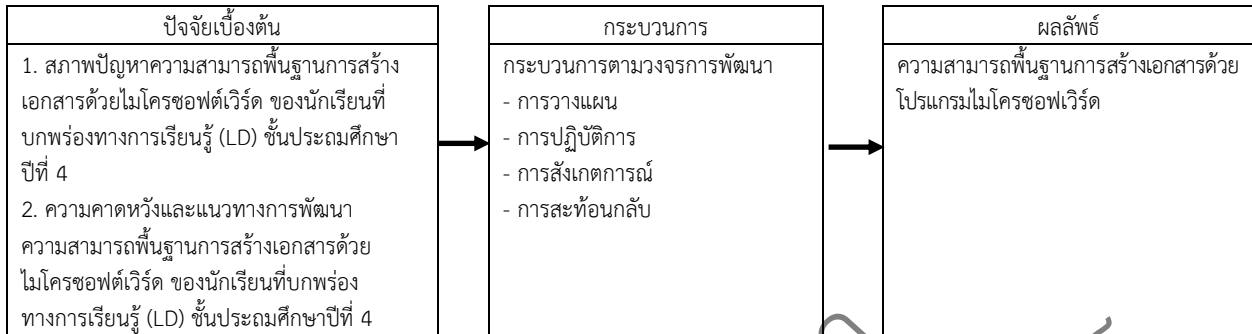 ปัจจัยเบื้องต้น
1. สภาพปัญหาความสามารถพื้นฐานการสร้าง
เอกสารด้วยไมโครซอฟต์เวิร์ด ของนักเรียนที่
บกพร่องทางการเรียนรู้ (LD) ชั้นประถมศึกษา
ปีที่ 4
2. ความคาดหวังและแนวทางการพัฒนา
ความสามารถพื้นฐานการสร้างเอกสารด้วย
ไมโครซอฟต์เวิร์ด ของนักเรียนที่บกพร่อง
ทางการเรียนรู้ (LD) ชั้นประถมศึกษาปีที่ 4
กระบวนการ
กระบวนการตามวงจรการพัฒนา
- การวางแผน
- การปฏิบัติการ
- การสังเกตการณ์
- การสะท้อนกลับ
ผลลัพธ์
ความสามารถพื้นฐานการสร้างเอกสารด้วย
โปรแกรมไมโครซอฟเวิร์ด